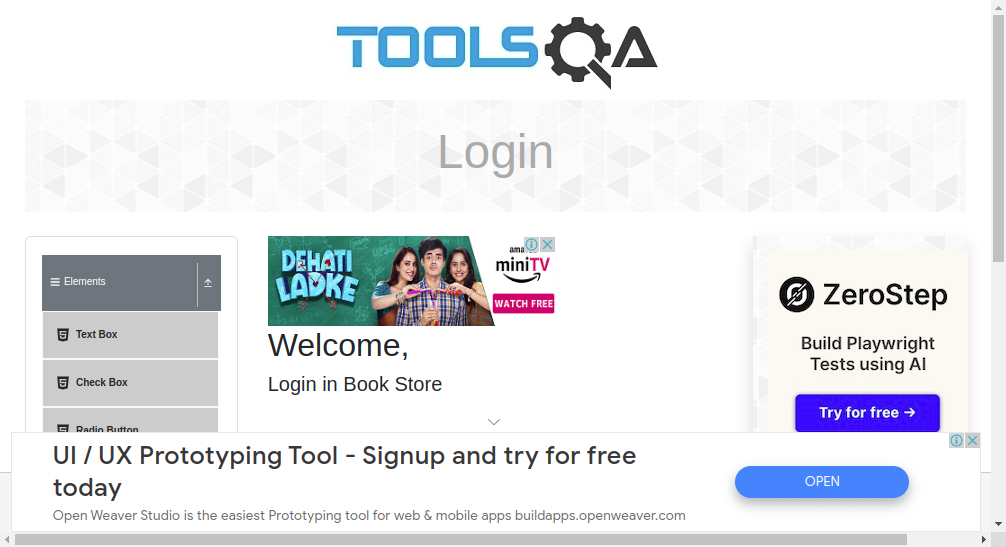 TOOLSQA
Login
Elements
Text Box
Check Box
Radio Button
DEHATI
LADKE
miniTV
WATCH FREE
Welcome,
Login in Book Store
ZeroStep
Build Playwright
Tests using AI
Try for free →
UI / UX Prototyping Tool - Signup and try for free
today
Open Weaver Studio is the easiest Prototyping tool for web & mobile apps buildapps.openweaver.com
OPEN